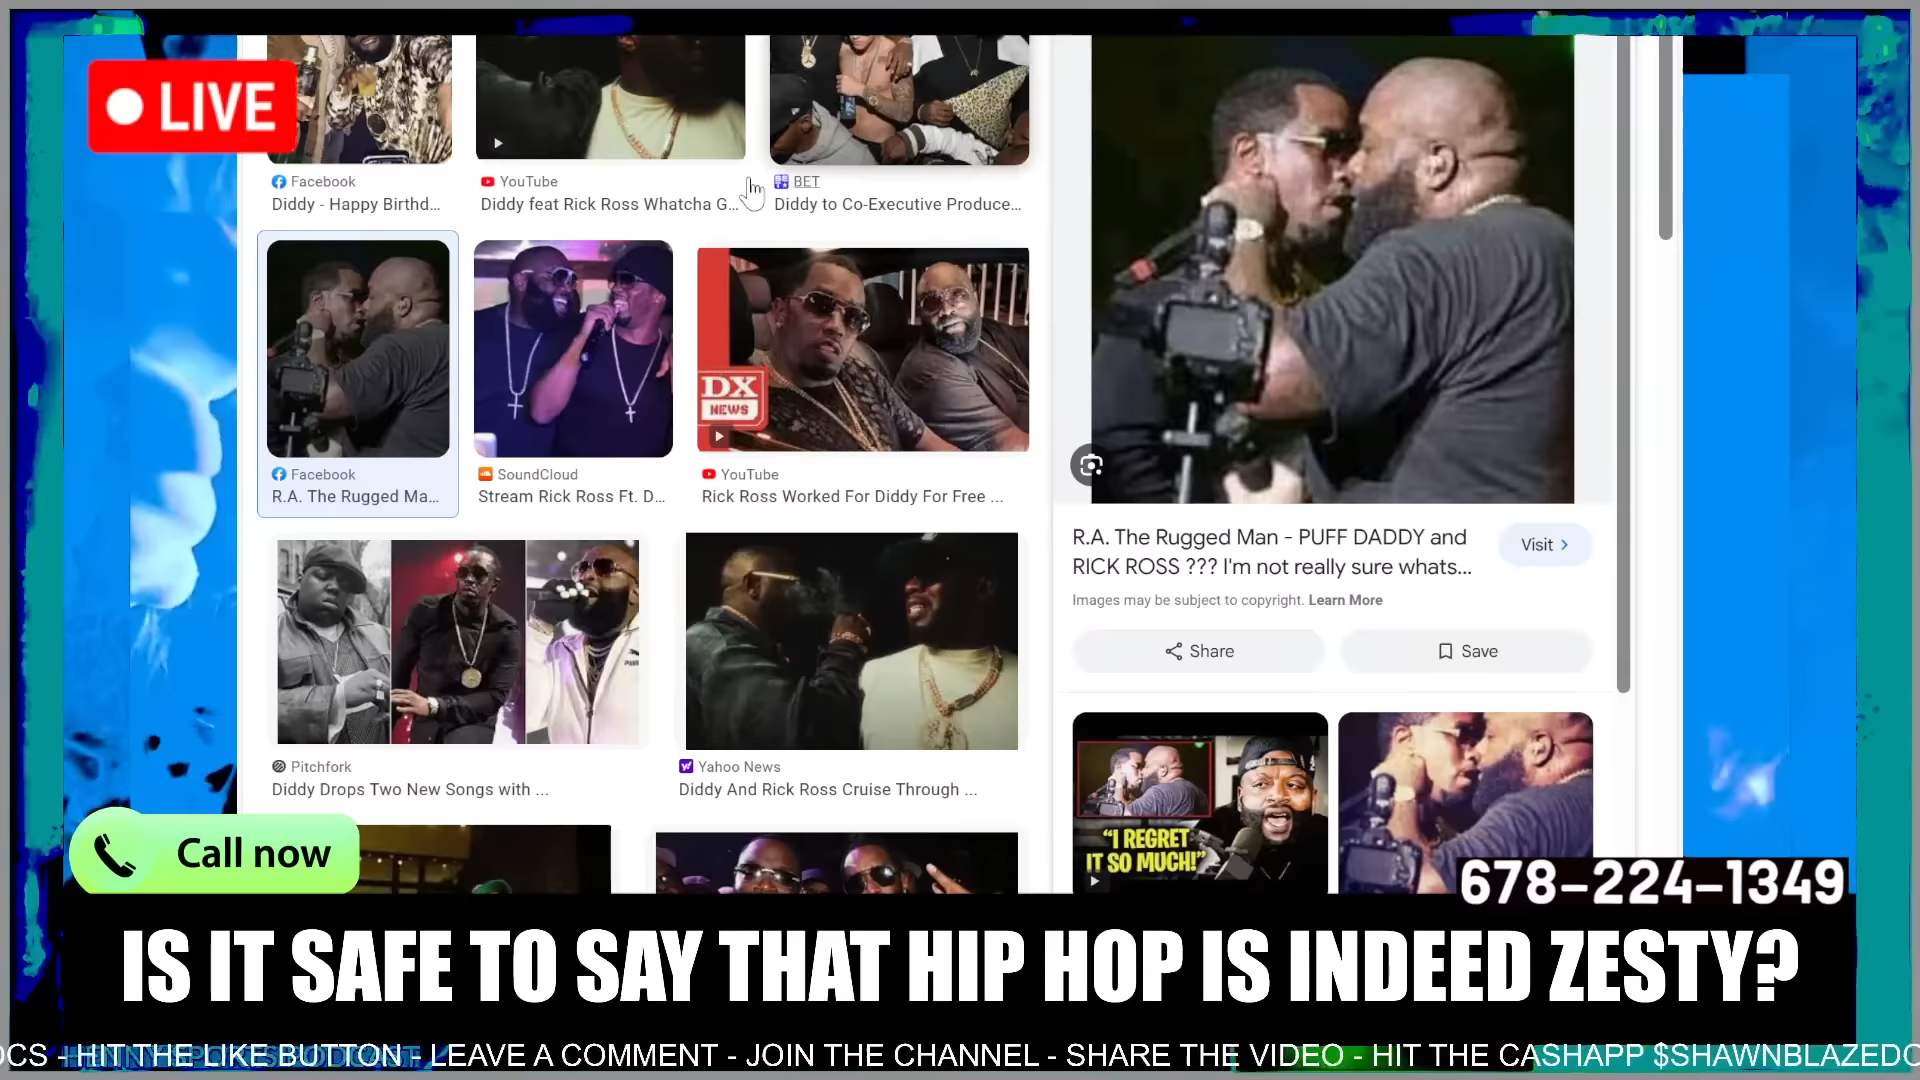 LIVE
Facebook
Diddy - Happy Birthd...
YouTube
Diddy feat Rick Ross Whatcha G...
BET
Diddy to Co-Executive Produce...
DX
NEWS
Facebook
R.A. The Rugged Ma...
SoundCloud
Stream Rick Ross Ft. D...
YouTube
Rick Ross Worked For Diddy For Free ...
R.A. The Rugged Man - PUFF DADDY and
RICK ROSS ??? I'm not really sure whats...
Visit
Images may be subject to copyright. Learn More
Share
Save
Pitchfork
Diddy Drops Two New Songs with ...
Yahoo News
Diddy And Rick Ross Cruise Through ...
"I REGRET
IT SO MUCH!"
Call now
678-224-1349
IS IT SAFE TO SAY THAT HIP HOP IS INDEED ZESTY?
OCS - HIT THE LIKE BUTTON - LEAVE A COMMENT - JOIN THE CHANNEL - SHARE THE VIDEO - HIT THE CASHAPP $SHAWNBLAZEDO